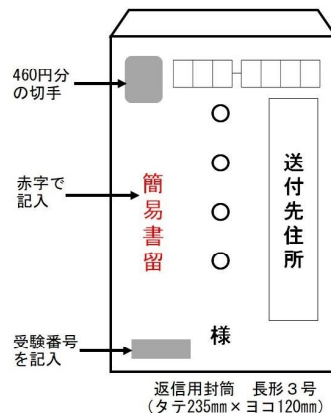 460円分
の切手
赤字で
記入
受験番号
を記入
簡易書留
○○○○様
送付先住所
返信用封筒　長形３号
（タテ235mm×ヨコ120mm）